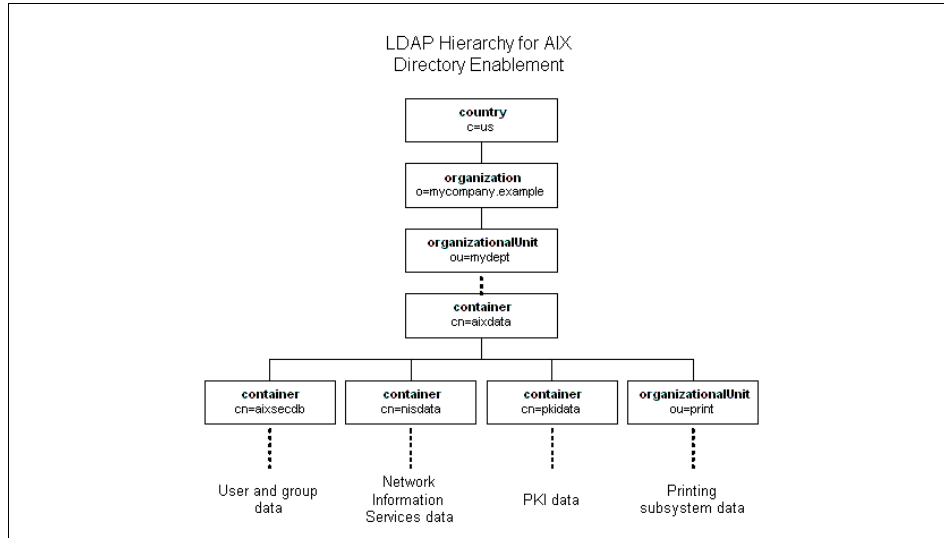 LDAP Hierarchy for AIX
Directory Enablement
country
c=us
organization
o=mycompany.example
organizationalUnit
ou=mydept
container
cn=aixdata
container
cn=aixsecdb
container
cn=nisdata
container
cn=pkidata
organizationalUnit
ou=print
User and group
data
Network
Information
Services data
PKI data
Printing
subsystem data